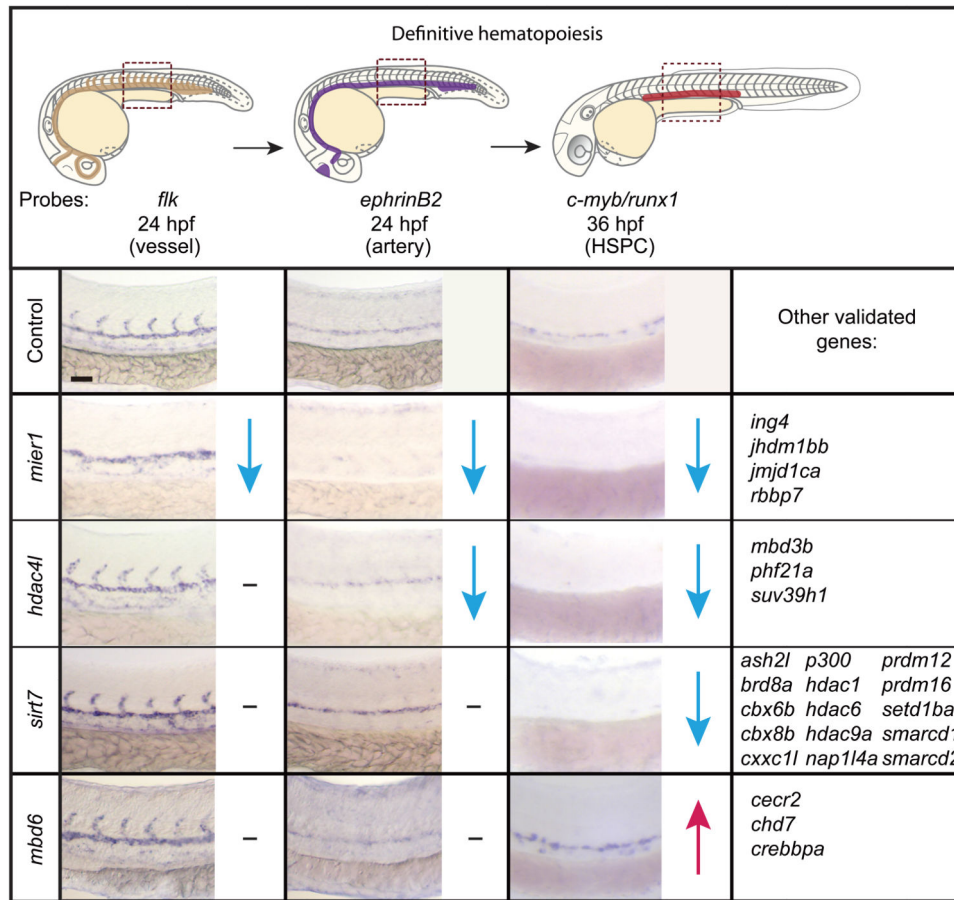 Definitive hematopoiesis
Probes: flk ephrinB2 c-myb/runx1
24 hpf 24 hpf 36 hpf
(vessel) (artery) (HSPC)
Control
Other validated
genes:
mier1
ing4
jhdm1bb
jmjd1ca
rbbp7
hdac4l
–
mbd3b
phf21a
suv39h1
sirt7
– –
ash2l p300 prdm12
brd8a hdac1 prdm16
cbx6b hdac6 setd1ba
cbx8b hdac9a smarcd1
cxxc1l nap1l4a smarcd2
mbd6
– –
cecr2
chd7
crebbpa